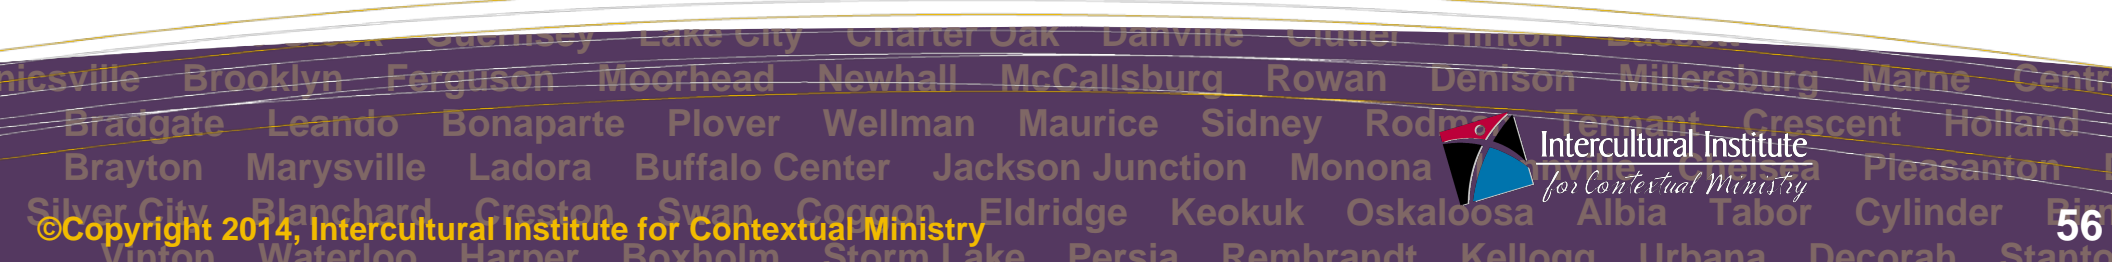 Guernsey Lake City Charter Oak Danville Clutier Hinton Bassett
Brooklyn Ferguson Moorhead Newhall McCallsburg Rowan Denison Millersburg Marne
Bradgate Leando Bonaparte Plover Wellman Maurice Sidney Tennant Crescent Holland
Intercultural Institute
Brayton Marysville Ladora Buffalo Center Jackson Junction Monona Chelsea Pleasanton
for Contextual Ministry
Silver City Blanchard Creston Swan Coggon Eldridge Keokuk Oskaloosa Albia Tabor Cylinder
©Copyright 2014, Intercultural Institute for Contextual Ministry
56
Vinton Waterloo Harper Boxholm Storm Lake Persia Rembrandt Kellogg Urbana Decorah